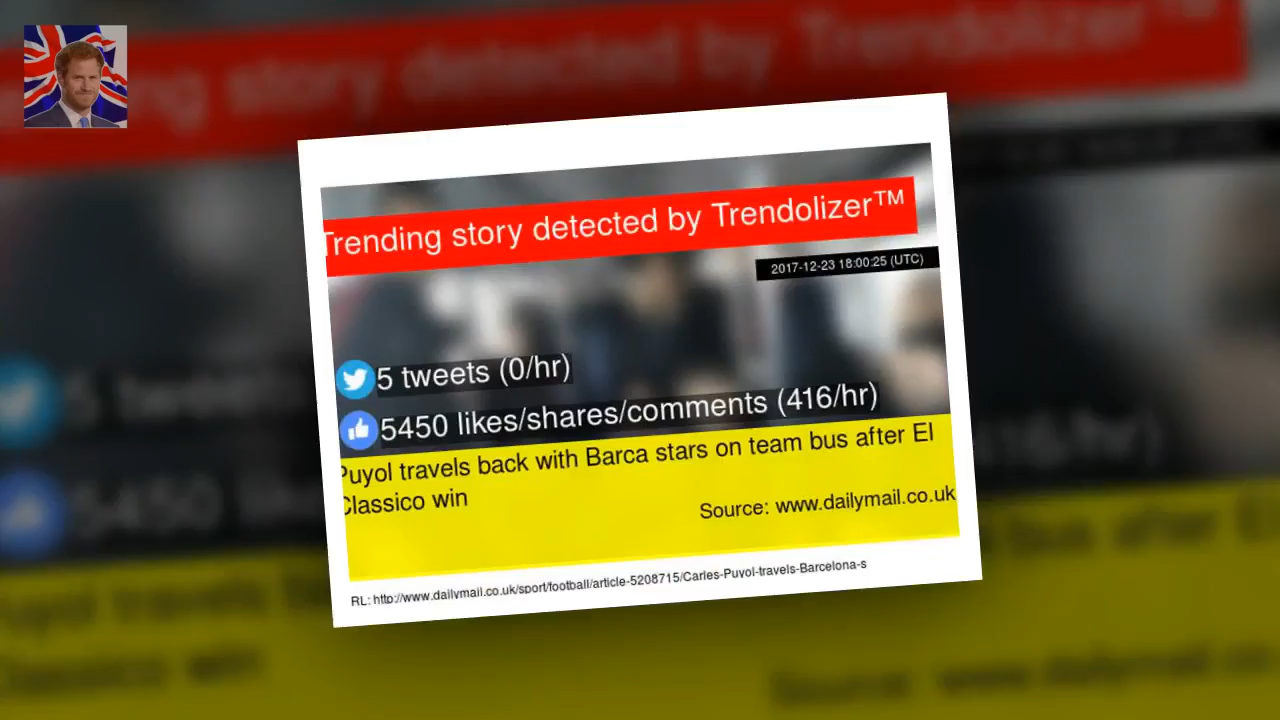 Trending story detected by Trendolizer™
2017-12-23 18:00:25 (UTC)
5 tweets (0/hr)
5450 likes/shares/comments (416/hr)
Puyol travels back with Barca stars on team bus after El
Classico win
Source: www.dailymail.co.uk
RL: http://www.dailymail.co.uk/sport/football/article-5208715/Carles-Puyol-travels-Barcelona-s